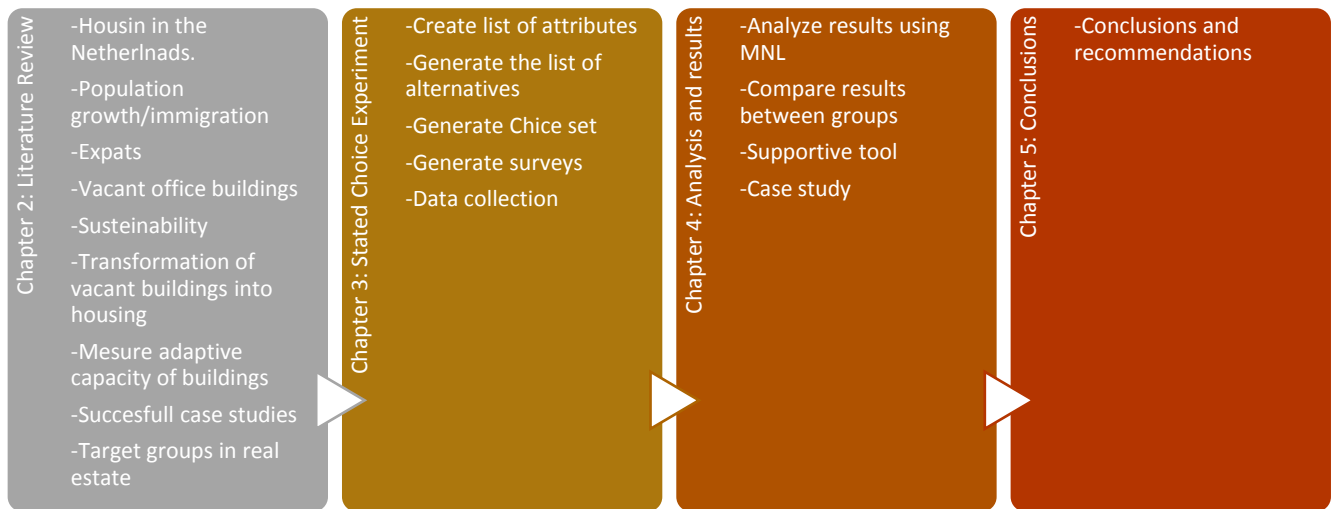 Chapter 2: Literature Review
-Housin in the
Netherlnads.
-Population
growth/immigration
-Expats
-Vacant office buildings
-Susteinability
-Transformation of
vacant buildings into
housing
-Mesure adaptive
capacity of buildings
-Succesfull case studies
-Target groups in real
estate
Chapter 3: Stated Choice Experiment
-Create list of attributes
-Generate the list of
alternatives
-Generate Chice set
-Generate surveys
-Data collection
Chapter 4: Analysis and results
-Analyze results using
MNL
-Compare results
between groups
-Supportive tool
-Case study
Chapter 5: Conclusions
-Conclusions and
recommendations